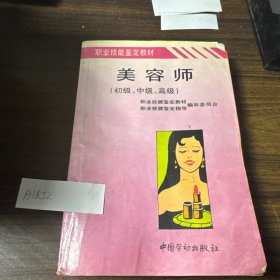 职业技能鉴定教材
美容师
(初级、中级、高级)
职业技能鉴定教材
职业技能鉴定指导 编审委员会
中国劳动出版社